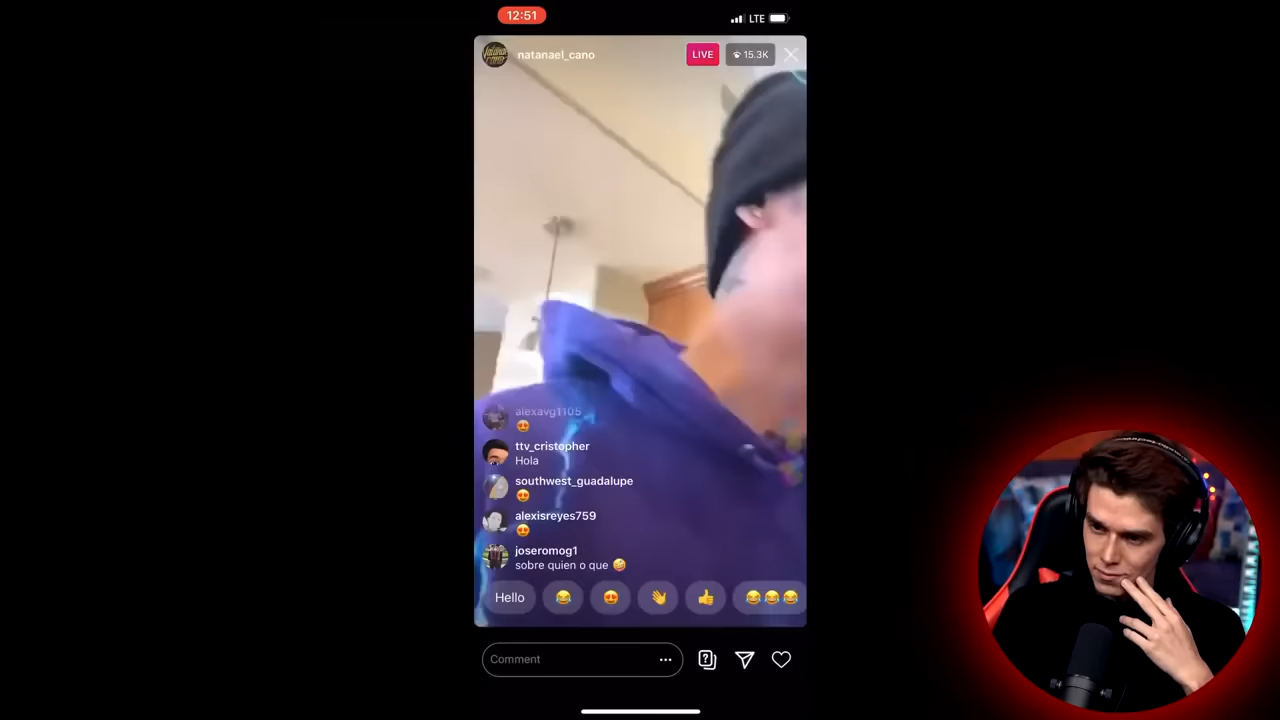 12:51
LTE
natanael_cano
LIVE
15.3K
alexavg1105
ttv_cristopher
Hola
southwest_guadalupe
alexisreyes759
joseromog1
sobre quien o que
Hello
Comment